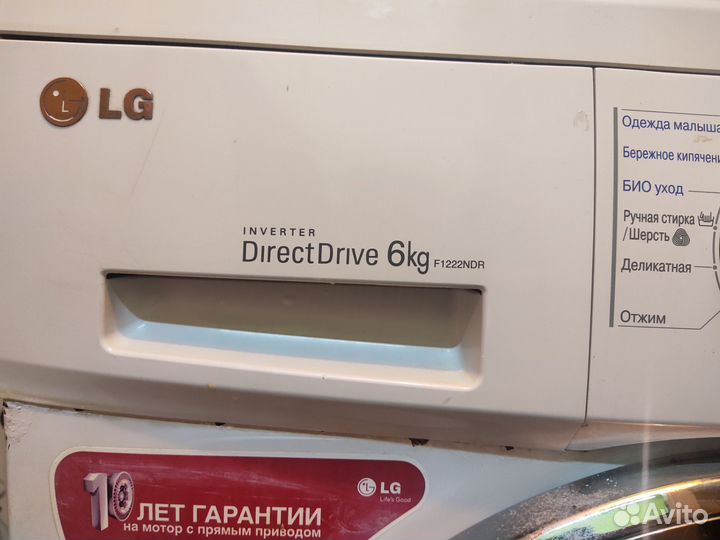 LG
INVERTER
DirectDrive 6kg F1222NDR
Одежда малыша
Бережное кипячени
БИО уход
Ручная стирка
/Шерсть
Деликатная
Отжим
10 ЛЕТ ГАРАНТИИ
на мотор с прямым приводом
LG
Life's Good
Avito